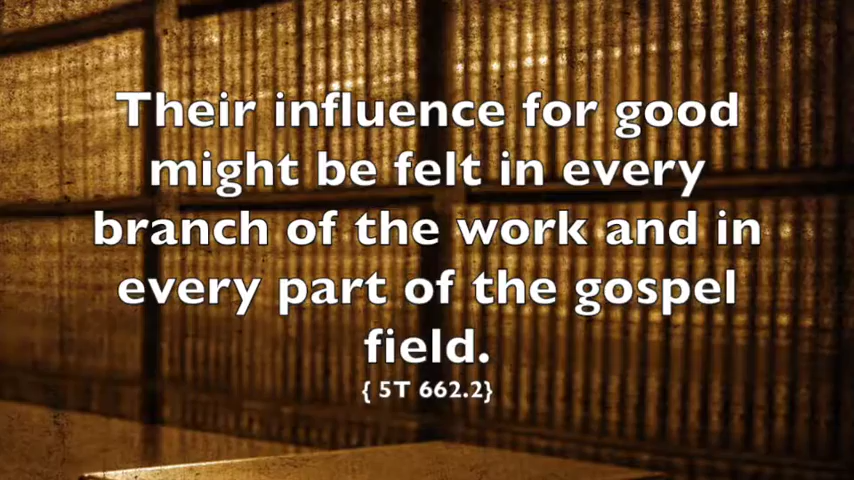 Their influence for good
might be felt in every
branch of the work and in
every part of the gospel
field.
{ 5T 662.2}